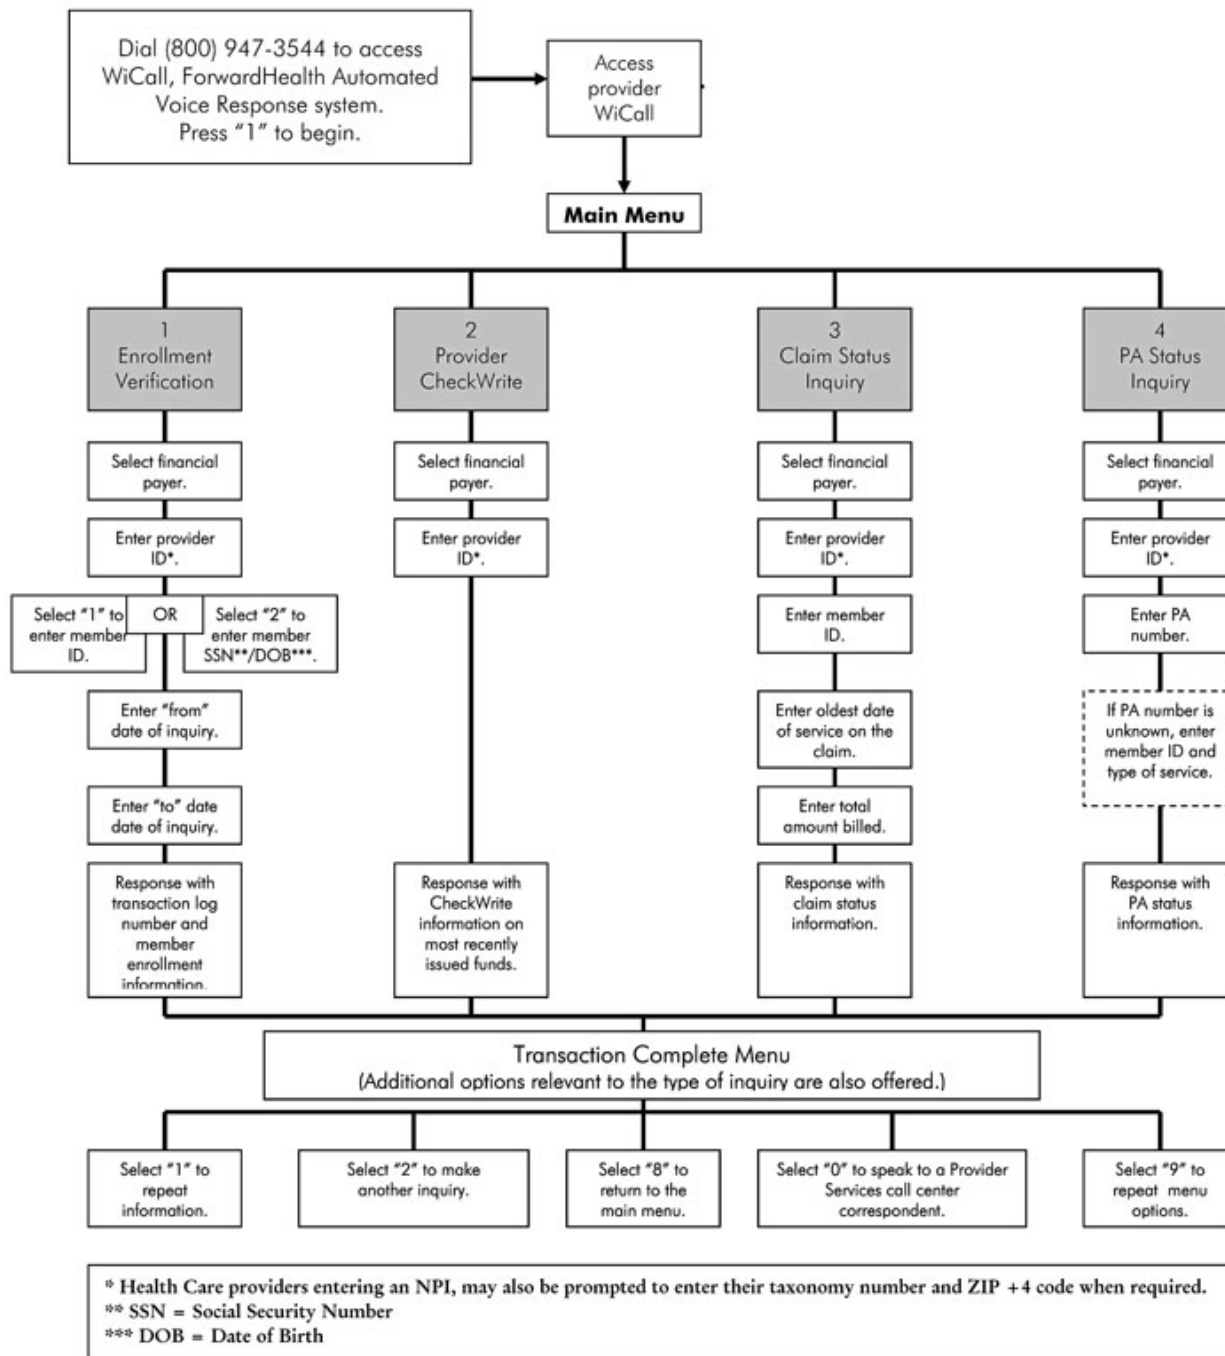 Dial (800) 947-3544 to access
WiCall, ForwardHealth Automated
Voice Response system.
Press "1" to begin.
Access
provider
WiCall
Main Menu
1
Enrollment
Verification
2
Provider
CheckWrite
3
Claim Status
Inquiry
4
PA Status
Inquiry
Select financial
payer.
Select financial
payer.
Select financial
payer.
Select financial
payer.
Enter provider
ID*.
Enter provider
ID*.
Enter provider
ID*.
Enter provider
ID*.
Select "1" to
enter member
ID.
OR
Select "2" to
enter member
SSN**/DOB***.
Enter member
ID.
Enter PA
number.
Enter "from"
date of inquiry.
Enter oldest date
of service on the
claim.
If PA number is
unknown, enter
member ID and
type of service.
Enter "to" date
date of inquiry.
Enter total
amount billed.
Response with
transaction log
number and
member
enrollment
information.
Response with
CheckWrite
information on
most recently
issued funds.
Response with
claim status
information.
Response with
PA status
information.
Transaction Complete Menu
(Additional options relevant to the type of inquiry are also offered.)
Select "1" to
repeat
information.
Select "2" to make
another inquiry.
Select "8" to
return to the
main menu.
Select "0" to speak to a Provider
Services call center
correspondent.
Select "9" to
repeat menu
options.
* Health Care providers entering an NPI, may also be prompted to enter their taxonomy number and ZIP +4 code when required.
** SSN = Social Security Number
*** DOB = Date of Birth